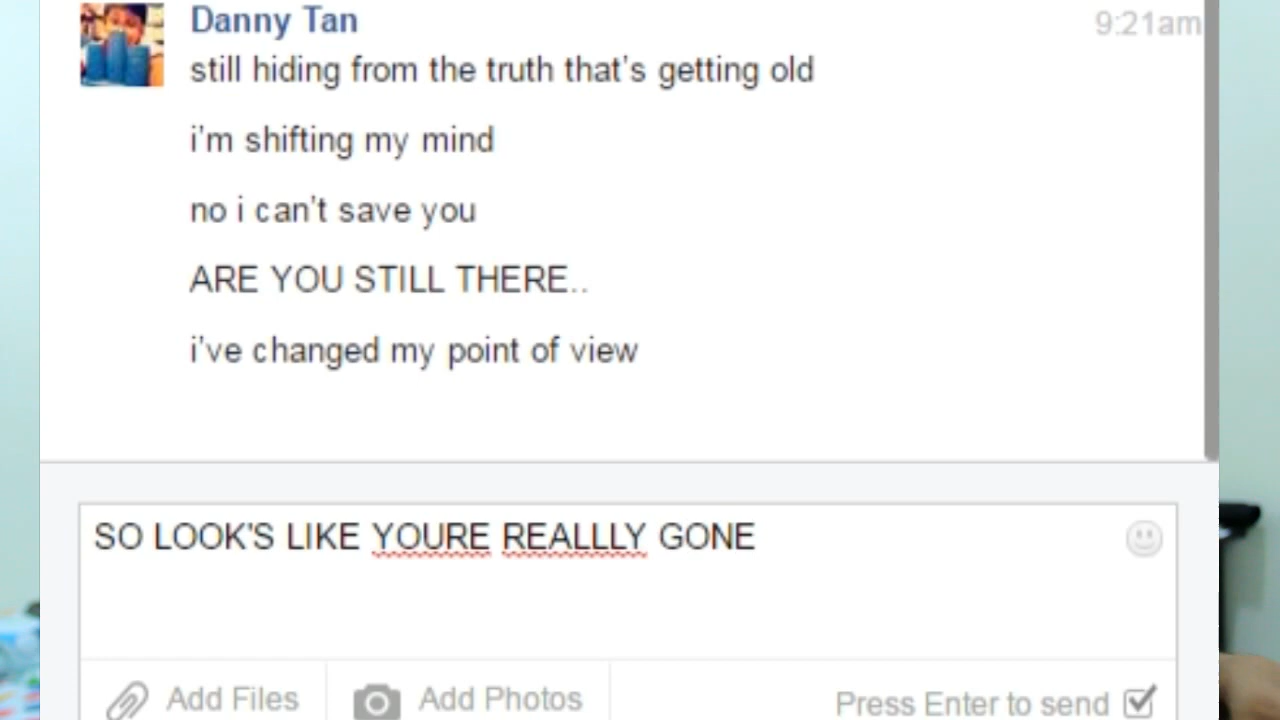 Danny Tan
9:21am
still hiding from the truth that's getting old
i'm shifting my mind
no i can't save you
ARE YOU STILL THERE..
i've changed my point of view
SO LOOK'S LIKE YOURE REALLLY GONE
Add Files
Add Photos
Press Enter to send